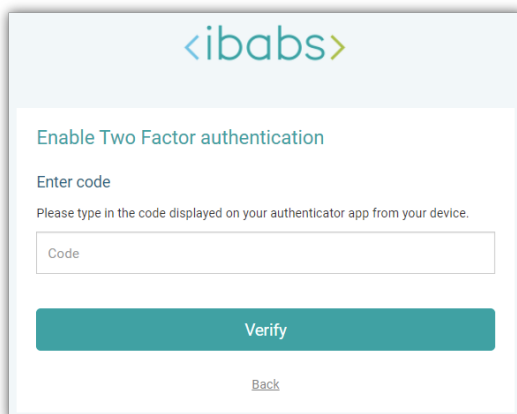 <ibabs>
Enable Two Factor authentication
Enter code
Please type in the code displayed on your authenticator app from your device.
Code
Verify
Back